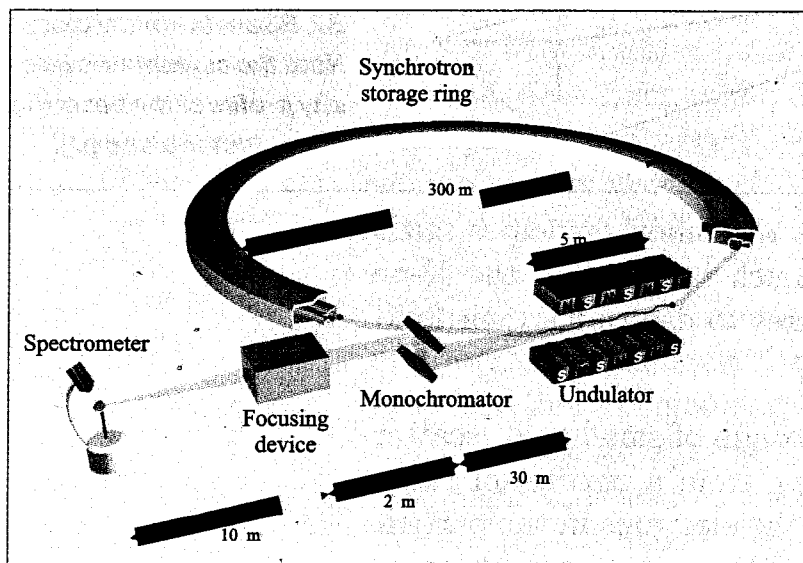 Synchrotron
storage ring
300 m
5 m
N S N S N S
Spectrometer
Focusing
device
Monochromator
Undulator
S S
10 m
2 m
30 m